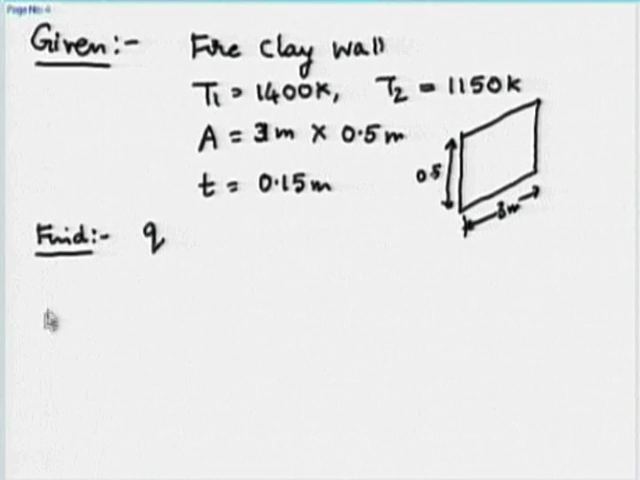 Page No: 4
Given:- Fire clay wall
T1 = 1400K, T2 = 1150K
A = 3m × 0.5m
t = 0.15m
0.5
3m
Find:- q